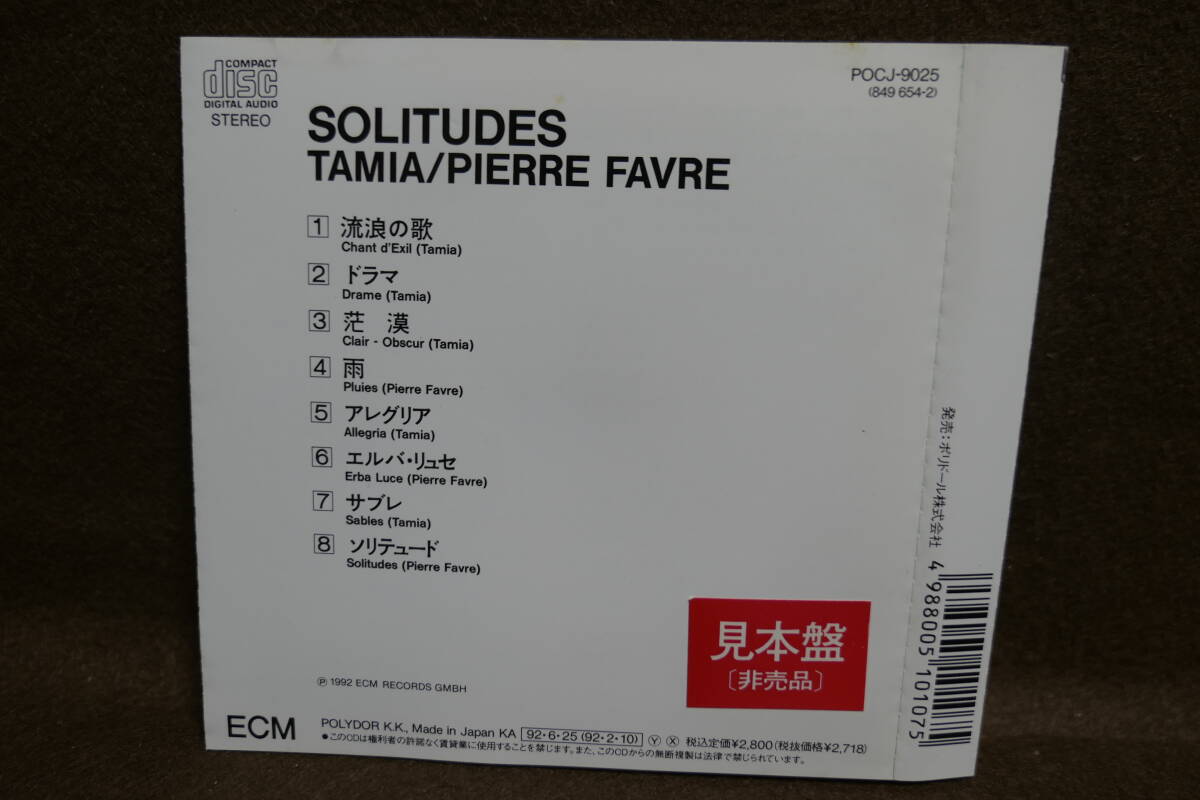 COMPACT
disc
DIGITAL AUDIO
STEREO
POCJ-9025
(849 654-2)
SOLITUDES
TAMIA/PIERRE FAVRE
1 流浪の歌
Chant d'Exil (Tamia)
2 ドラマ
Drame (Tamia)
3 茫 漠
Clair - Obscur (Tamia)
4 雨
Pluies (Pierre Favre)
5 アレグリア
Allegria (Tamia)
6 エルバ・リュセ
Erba Luce (Pierre Favre)
7 サブレ
Sables (Tamia)
8 ソリテュード
Solitudes (Pierre Favre)
見本盤
〔非売品〕
Ⓟ 1992 ECM RECORDS GMBH
ECM
POLYDOR K.K., Made in Japan KA 92・6・25 (92・2・10) Ⓨ Ⓧ 税込定価¥2,800(税抜価格¥2,718)
●このCDは権利者の許諾なく賃貸業に使用することを禁じます。また、このCDからの無断複製は法律で禁じられています。
発売：ポリドール株式会社
4 988005 101075